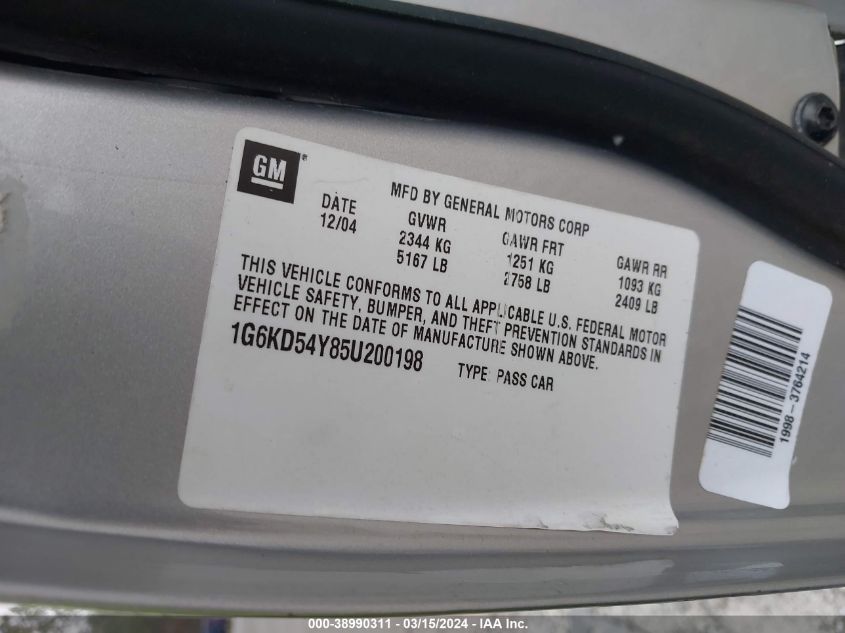 GM
MFD BY GENERAL MOTORS CORP
DATE GVWR GAWR FRT GAWR RR
12/04 2344 KG 1251 KG 1093 KG
5167 LB 2758 LB 2409 LB
THIS VEHICLE CONFORMS TO ALL APPLICABLE U.S. FEDERAL MOTOR
VEHICLE SAFETY, BUMPER, AND THEFT PREVENTION STANDARDS IN
EFFECT ON THE DATE OF MANUFACTURE SHOWN ABOVE.
1G6KD54Y85U200198 TYPE: PASS CAR
1998-3764214
000-38990311 - 03/15/2024 - IAA Inc.